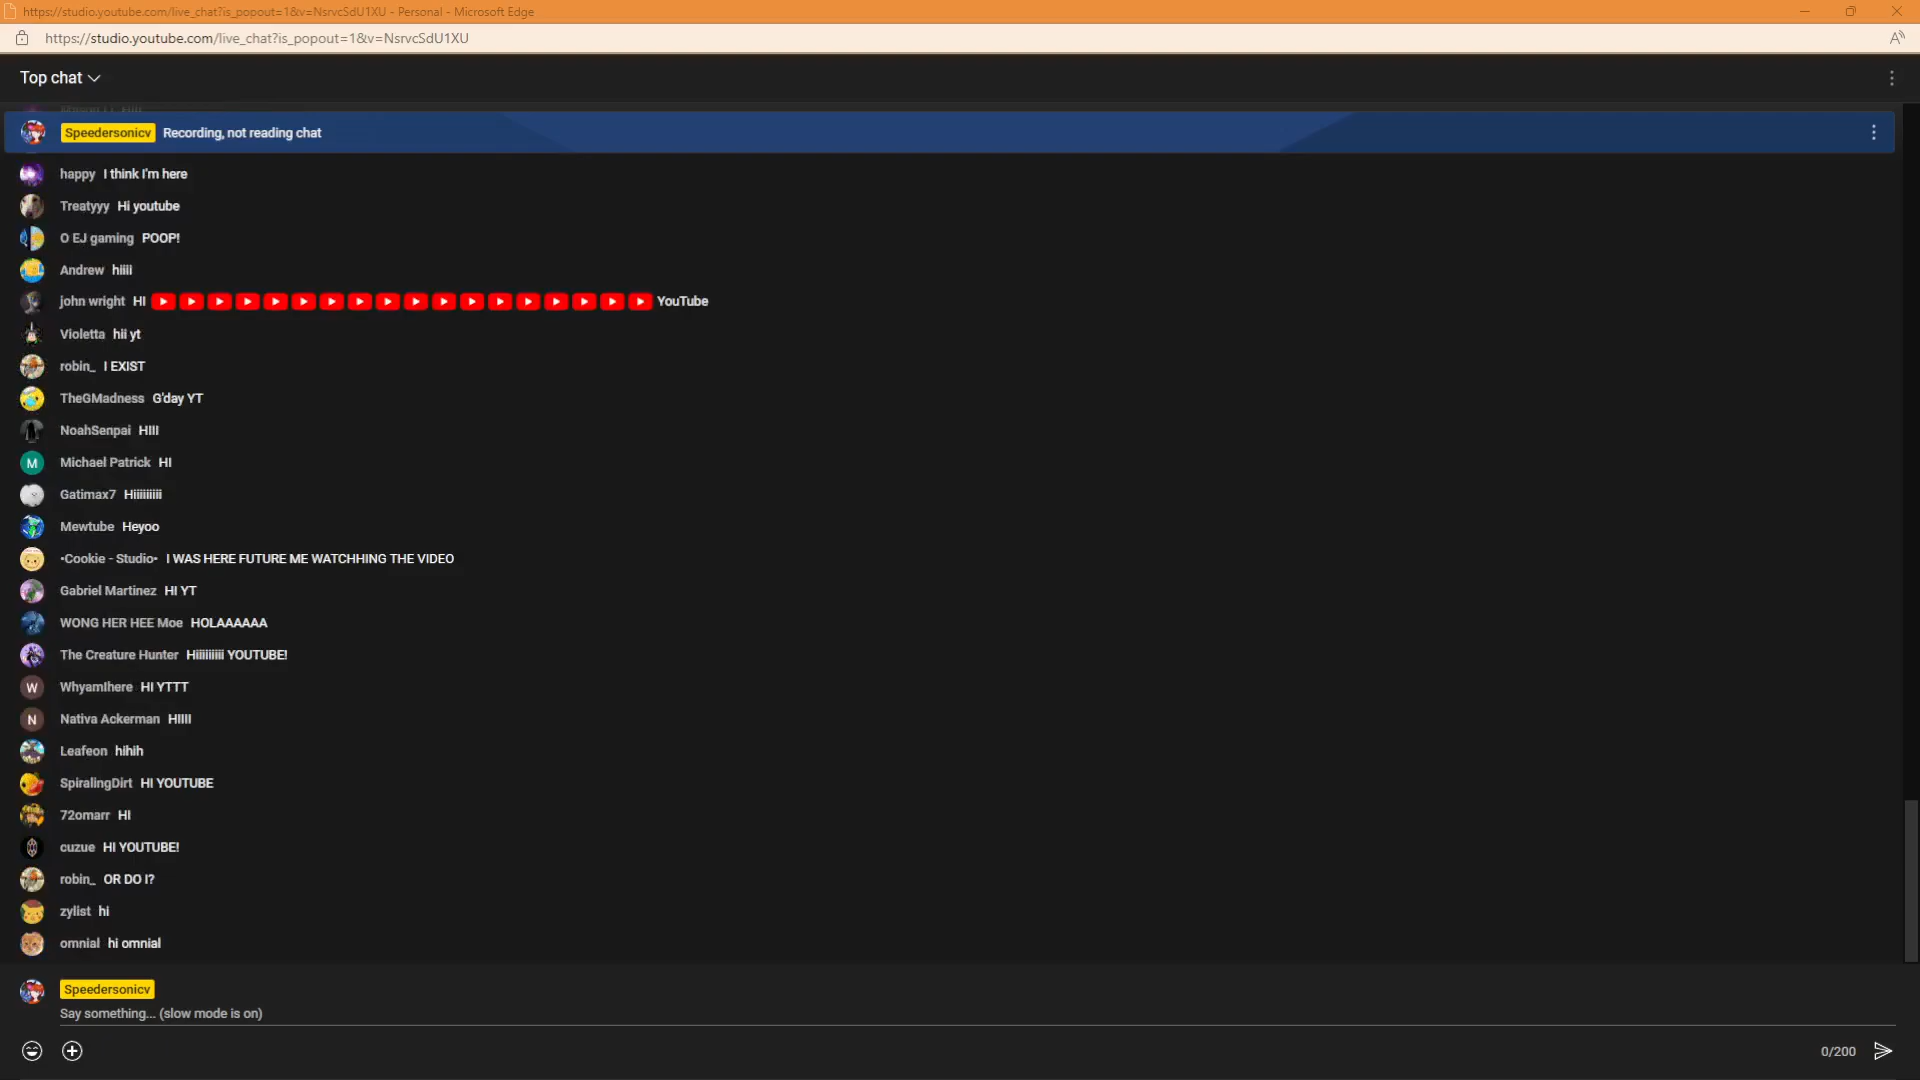 https://studio.youtube.com/live_chat?is_popout=1&v=NsrvcSdU1XU - Personal - Microsoft Edge
https://studio.youtube.com/live_chat?is_popout=1&v=NsrvcSdU1XU
Top chat
Speedersonicv Recording, not reading chat
happy I think I'm here
Treatyyy Hi youtube
O EJ gaming POOP!
Andrew hiiii
john wright HI YouTube
Violetta hii yt
robin_ I EXIST
TheGMadness G'day YT
NoahSenpai HIII
Michael Patrick HI
Gatimax7 Hiiiiiiiii
Mewtube Heyoo
•Cookie - Studio• I WAS HERE FUTURE ME WATCHHING THE VIDEO
Gabriel Martinez HI YT
WONG HER HEE Moe HOLAAAAAA
The Creature Hunter Hiiiiiiiii YOUTUBE!
WhyamIhere HI YTTT
Nativa Ackerman HIIII
Leafeon hihih
SpiralingDirt HI YOUTUBE
72omarr HI
cuzue HI YOUTUBE!
robin_ OR DO I?
zylist hi
omnial hi omnial
Speedersonicv
Say something... (slow mode is on)
0/200